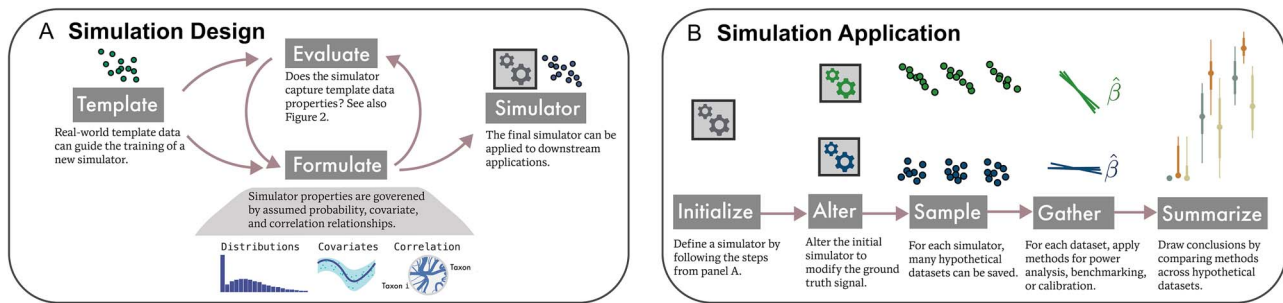 A Simulation Design
Evaluate
Does the simulator
capture template data
properties? See also
Figure 2.
Template
Real-world template data
can guide the training of a
new simulator.
Simulator
The final simulator can be
applied to downstream
applications.
Formulate
Simulator properties are goverened
by assumed probability, covariate,
and correlation relationships.
Distributions Covariates Correlation
Taxon
Taxon i
B Simulation Application
β̂
β̂
Initialize
Define a simulator by
following the steps
from panel A.
Alter
Alter the initial
simulator to
modify the ground
truth signal.
Sample
For each simulator,
many hypothetical
datasets can be saved.
Gather
For each dataset, apply
methods for power
analysis, benchmarking,
or calibration.
Summarize
Draw conclusions by
comparing methods
across hypothetical
datasets.